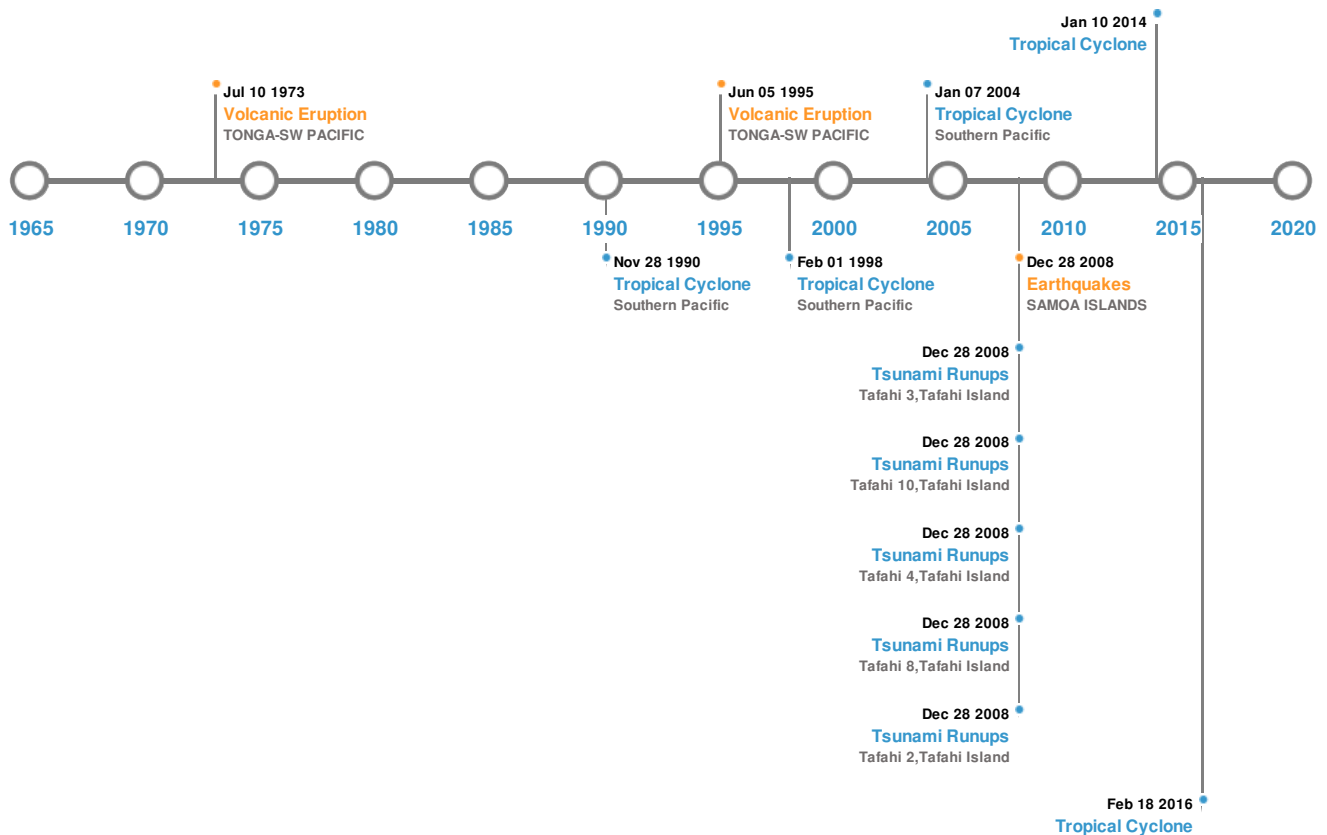 Jan 10 2014
Tropical Cyclone
Jul 10 1973
Volcanic Eruption
TONGA-SW PACIFIC
Jun 05 1995
Volcanic Eruption
TONGA-SW PACIFIC
Jan 07 2004
Tropical Cyclone
Southern Pacific
1965 1970 1975 1980 1985 1990 1995 2000 2005 2010 2015 2020
Nov 28 1990
Tropical Cyclone
Southern Pacific
Feb 01 1998
Tropical Cyclone
Southern Pacific
Dec 28 2008
Earthquakes
SAMOA ISLANDS
Dec 28 2008
Tsunami Runups
Tafahi 3,Tafahi Island
Dec 28 2008
Tsunami Runups
Tafahi 10,Tafahi Island
Dec 28 2008
Tsunami Runups
Tafahi 4,Tafahi Island
Dec 28 2008
Tsunami Runups
Tafahi 8,Tafahi Island
Dec 28 2008
Tsunami Runups
Tafahi 2,Tafahi Island
Feb 18 2016
Tropical Cyclone